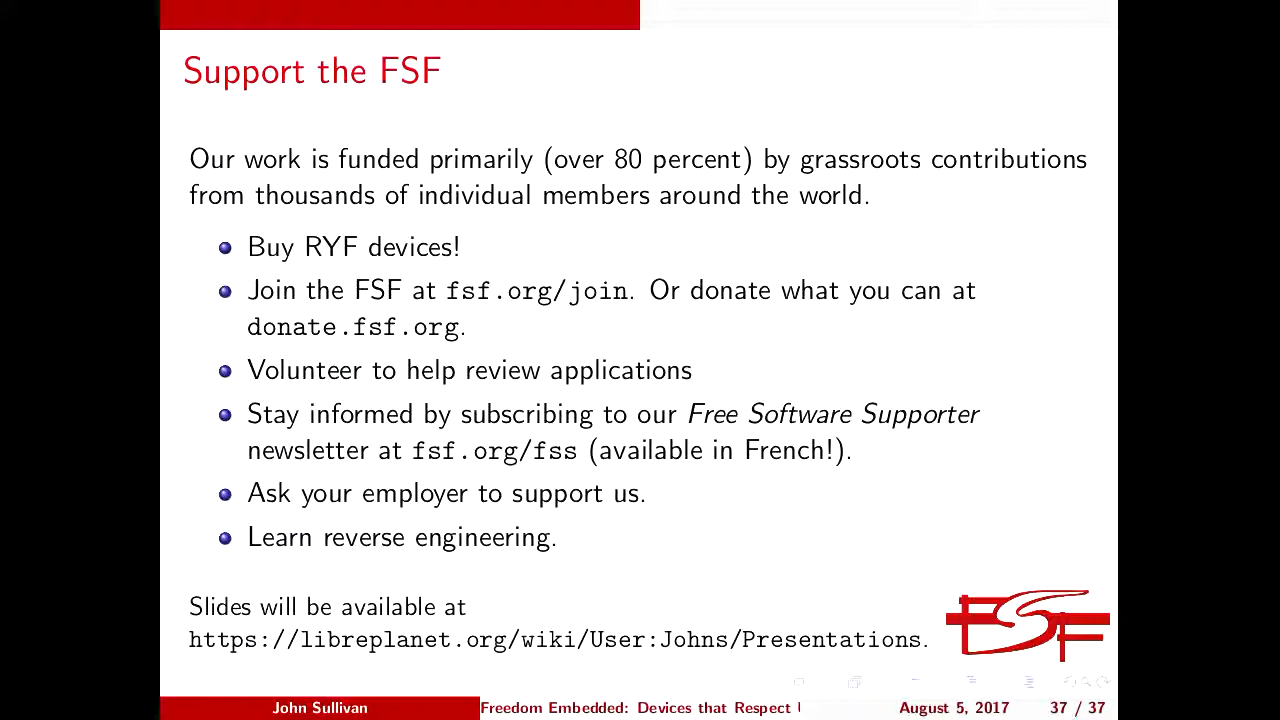 Support the FSF
Our work is funded primarily (over 80 percent) by grassroots contributions
from thousands of individual members around the world.
Buy RYF devices!
Join the FSF at fsf.org/join. Or donate what you can at
donate.fsf.org.
Volunteer to help review applications
Stay informed by subscribing to our Free Software Supporter
newsletter at fsf.org/fss (available in French!).
Ask your employer to support us.
Learn reverse engineering.
Slides will be available at
https://libreplanet.org/wiki/User:Johns/Presentations.
FSF
John Sullivan
Freedom Embedded: Devices that Respect
August 5, 2017
37 / 37